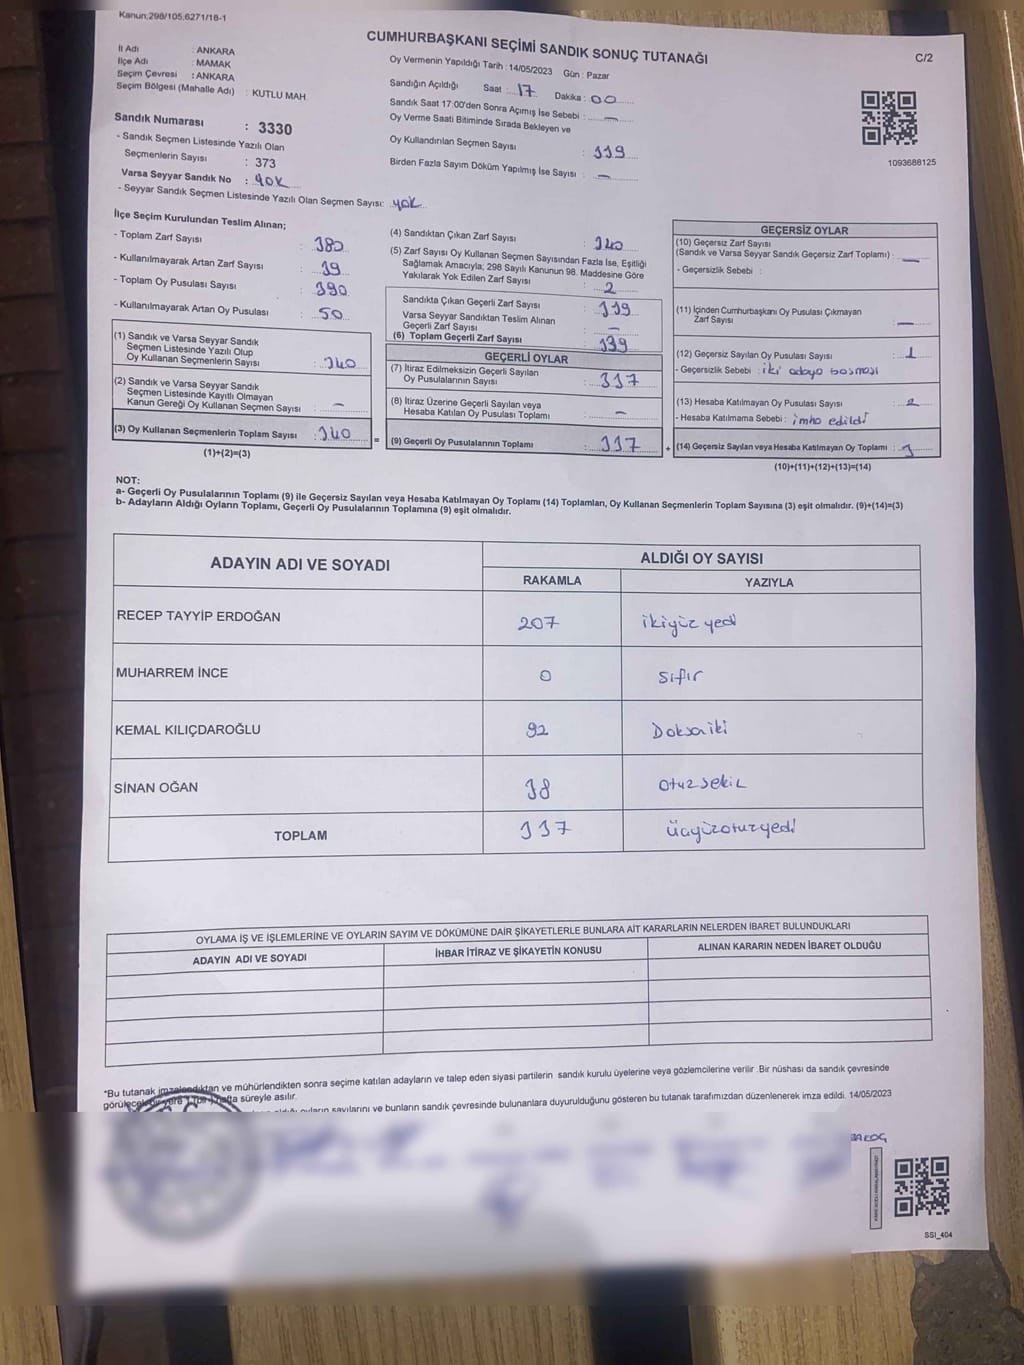 Kanun;298/105;6271/18-1
CUMHURBAŞKANI SEÇİMİ SANDIK SONUÇ TUTANAĞI
C/2
İl Adı : ANKARA
İlçe Adı : MAMAK
Seçim Çevresi : ANKARA
Seçim Bölgesi (Mahalle Adı) : KUTLU MAH
Oy Vermenin Yapıldığı Tarih : 14/05/2023 Gün : Pazar
Sandığın Açıldığı Saat : 17 Dakika : 00
Sandık Saat 17:00'den Sonra Açımış İse Sebebi : —
Oy Verme Saati Bitiminde Sırada Bekleyen ve
Oy Kullandırılan Seçmen Sayısı : 339
Birden Fazla Sayım Döküm Yapılmış İse Sayısı : —
1093688125
Sandık Numarası : 3330
- Sandık Seçmen Listesinde Yazılı Olan
Seçmenlerin Sayısı : 373
Varsa Seyyar Sandık No : YOK
- Seyyar Sandık Seçmen Listesinde Yazılı Olan Seçmen Sayısı: YOK
İlçe Seçim Kurulundan Teslim Alınan;
- Toplam Zarf Sayısı : 380
- Kullanılmayarak Artan Zarf Sayısı : 39
- Toplam Oy Pusulası Sayısı : 390
- Kullanılmayarak Artan Oy Pusulası : 50
(1) Sandık ve Varsa Seyyar Sandık
Seçmen Listesinde Yazılı Olup
Oy Kullanan Seçmenlerin Sayısı : 340
(2) Sandık ve Varsa Seyyar Sandık
Seçmen Listesinde Kayıtlı Olmayan
Kanun Gereği Oy Kullanan Seçmen Sayısı : —
(3) Oy Kullanan Seçmenlerin Toplam Sayısı : 340
(1)+(2)=(3)
(4) Sandıktan Çıkan Zarf Sayısı : 340
(5) Zarf Sayısı Oy Kullanan Seçmen Sayısından Fazla İse, Eşitliği
Sağlamak Amacıyla; 298 Sayılı Kanunun 98. Maddesine Göre
Yakılarak Yok Edilen Zarf Sayısı : 2
Sandıkta Çıkan Geçerli Zarf Sayısı : 339
Varsa Seyyar Sandıktan Teslim Alınan
Geçerli Zarf Sayısı : —
(6) Toplam Geçerli Zarf Sayısı : 339
GEÇERLİ OYLAR
(7) İtiraz Edilmeksizin Geçerli Sayılan
Oy Pusulalarının Sayısı : 337
(8) İtiraz Üzerine Geçerli Sayılan veya
Hesaba Katılan Oy Pusulası Toplamı : —
= (9) Geçerli Oy Pusulalarının Toplamı : 337
GEÇERSİZ OYLAR
(10) Geçersiz Zarf Sayısı
(Sandık ve Varsa Seyyar Sandık Geçersiz Zarf Toplamı) : —
- Geçersizlik Sebebi :
(11) İçinden Cumhurbaşkanı Oy Pusulası Çıkmayan
Zarf Sayısı : —
(12) Geçersiz Sayılan Oy Pusulası Sayısı : 1
- Geçersizlik Sebebi : iki adaya basması
(13) Hesaba Katılmayan Oy Pusulası Sayısı : 2
- Hesaba Katılmama Sebebi : imha edildi
+ (14) Geçersiz Sayılan veya Hesaba Katılmayan Oy Toplamı : 3
(10)+(11)+(12)+(13)=(14)
NOT:
a- Geçerli Oy Pusulalarının Toplamı (9) ile Geçersiz Sayılan veya Hesaba Katılmayan Oy Toplamı (14) Toplamları, Oy Kullanan Seçmenlerin Toplam Sayısına (3) eşit olmalıdır. (9)+(14)=(3)
b- Adayların Aldığı Oyların Toplamı, Geçerli Oy Pusulalarının Toplamına (9) eşit olmalıdır.
ADAYIN ADI VE SOYADI ALDIĞI OY SAYISI
RAKAMLA YAZIYLA
RECEP TAYYİP ERDOĞAN 207 ikiyüz yedi
MUHARREM İNCE 0 sıfır
KEMAL KILIÇDAROĞLU 92 Doksaiki
SİNAN OĞAN 38 otuzsekiz
TOPLAM 337 üçyüzotuzyedi
OYLAMA İŞ VE İŞLEMLERİNE VE OYLARIN SAYIM VE DÖKÜMÜNE DAİR ŞİKAYETLERLE BUNLARA AİT KARARLARIN NELERDEN İBARET BULUNDUKLARI
ADAYIN ADI VE SOYADI İHBAR İTİRAZ VE ŞİKAYETİN KONUSU ALINAN KARARIN NEDEN İBARET OLDUĞU
*Bu tutanak imzalandıktan ve mühürlendikten sonra seçime katılan adayların ve talep eden siyasi partilerin sandık kurulu üyelerine veya gözlemcilerine verilir .Bir nüshası da sandık çevresinde
görülecek bir yere 1 (bir) hafta süreyle asılır.
oyların sayılarını ve bunların sandık çevresinde bulunanlara duyurulduğunu gösteren bu tutanak tarafımızdan düzenlenerek imza edildi. 14/05/2023
SSI_404